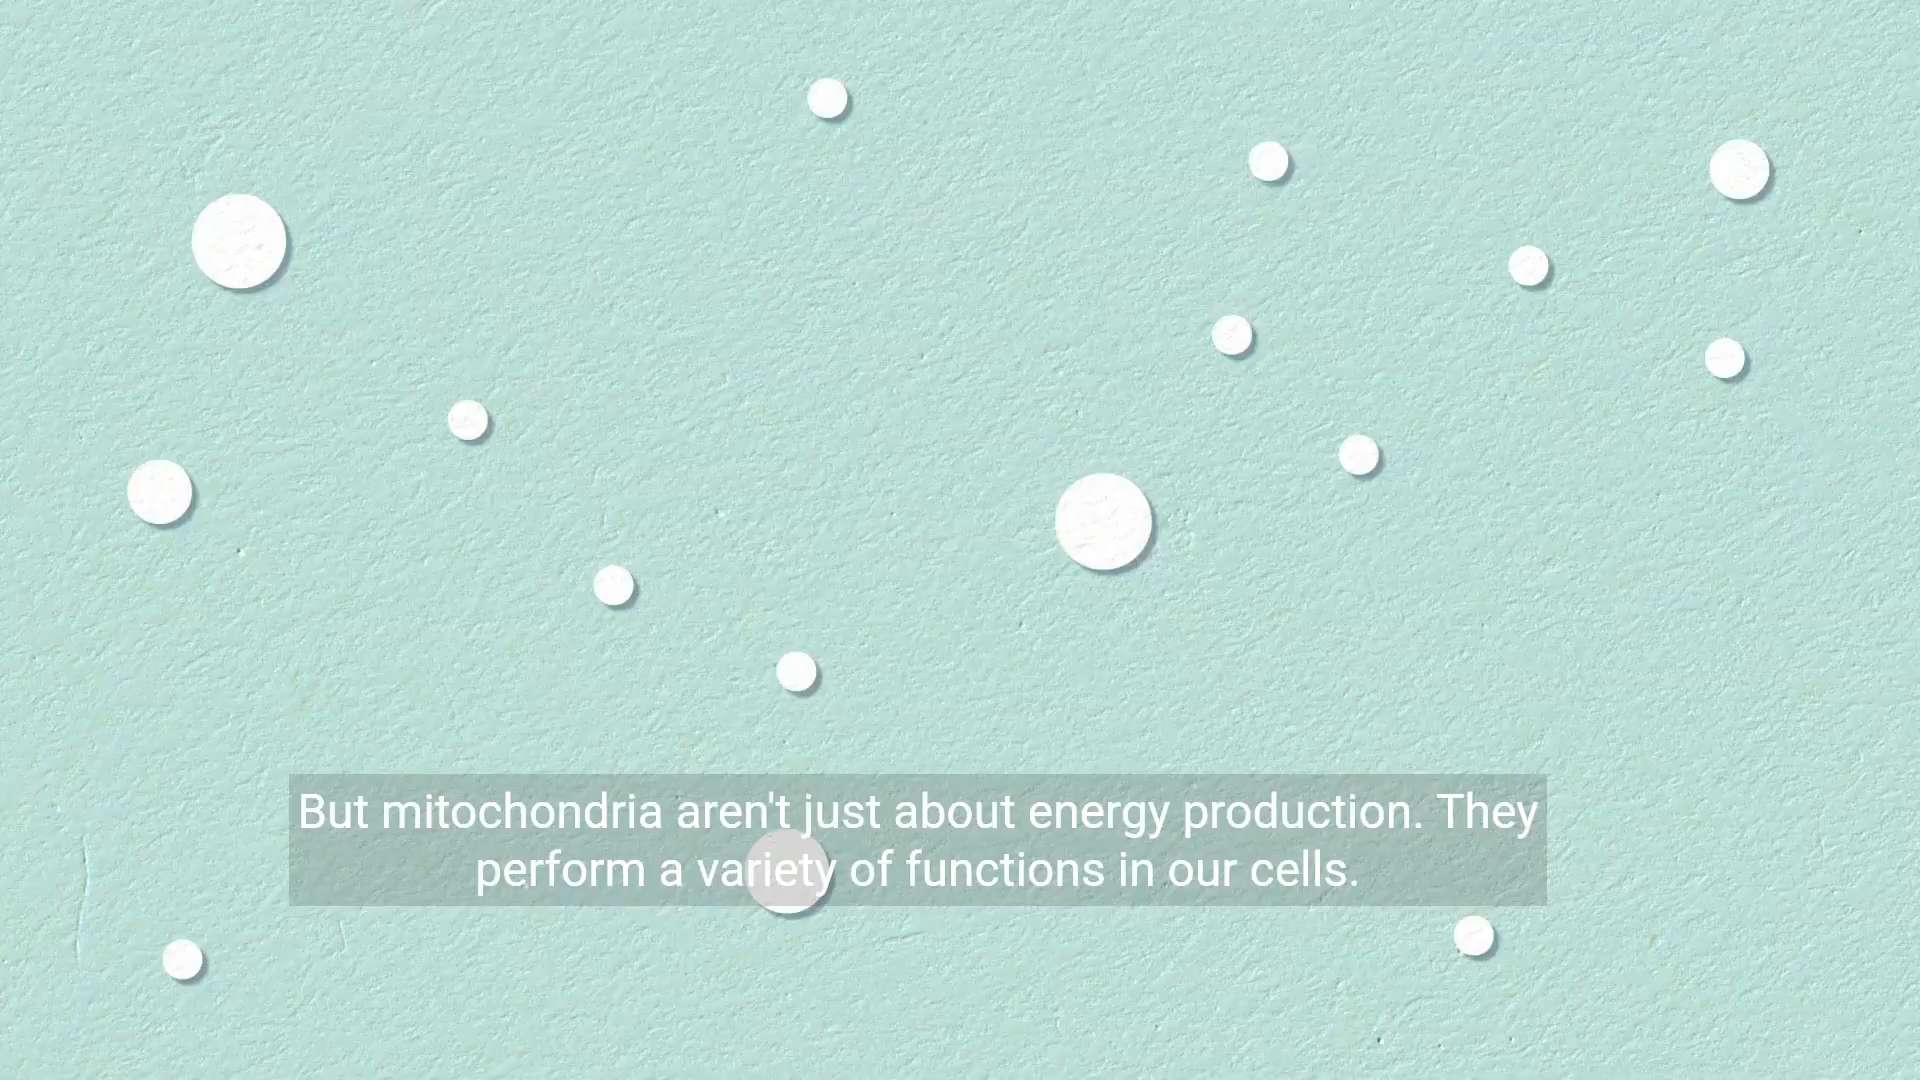 But mitochondria aren't just about energy production. They
perform a variety of functions in our cells.